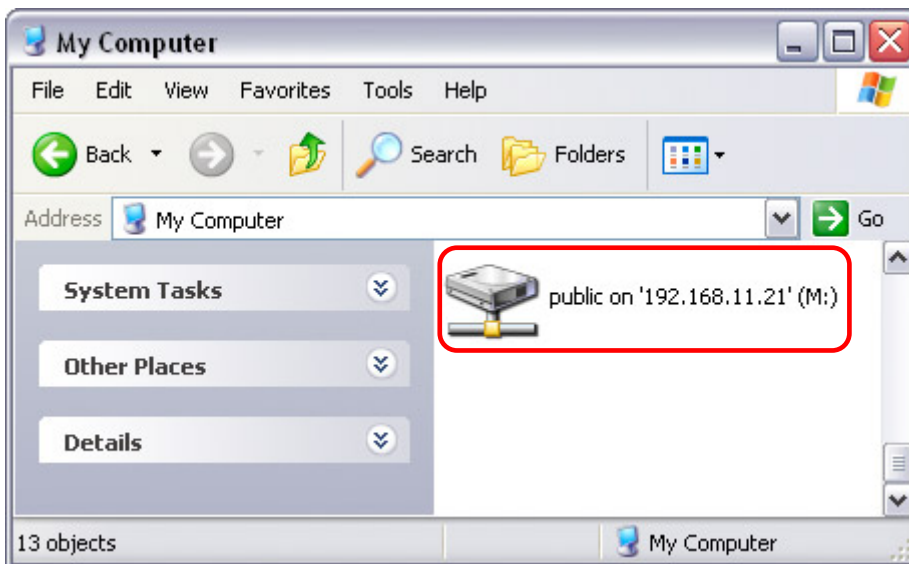 My Computer
File Edit View Favorites Tools Help
Back Search Folders
Address My Computer Go
System Tasks
public on '192.168.11.21' (M:)
Other Places
Details
13 objects My Computer